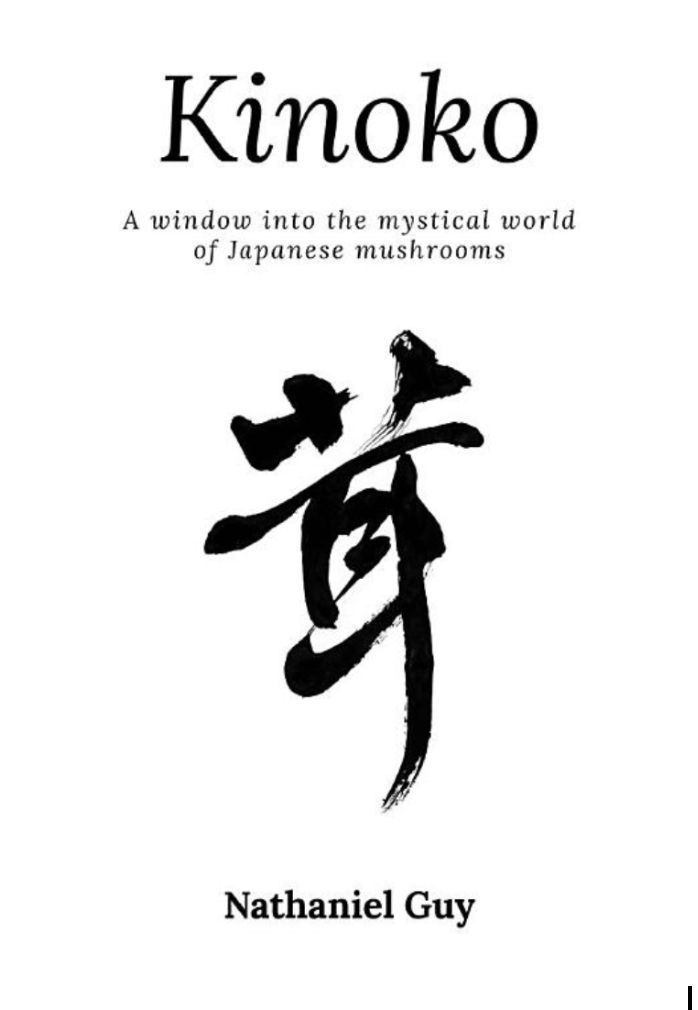 Kinoko
A window into the mystical world
of Japanese mushrooms
茸
Nathaniel Guy